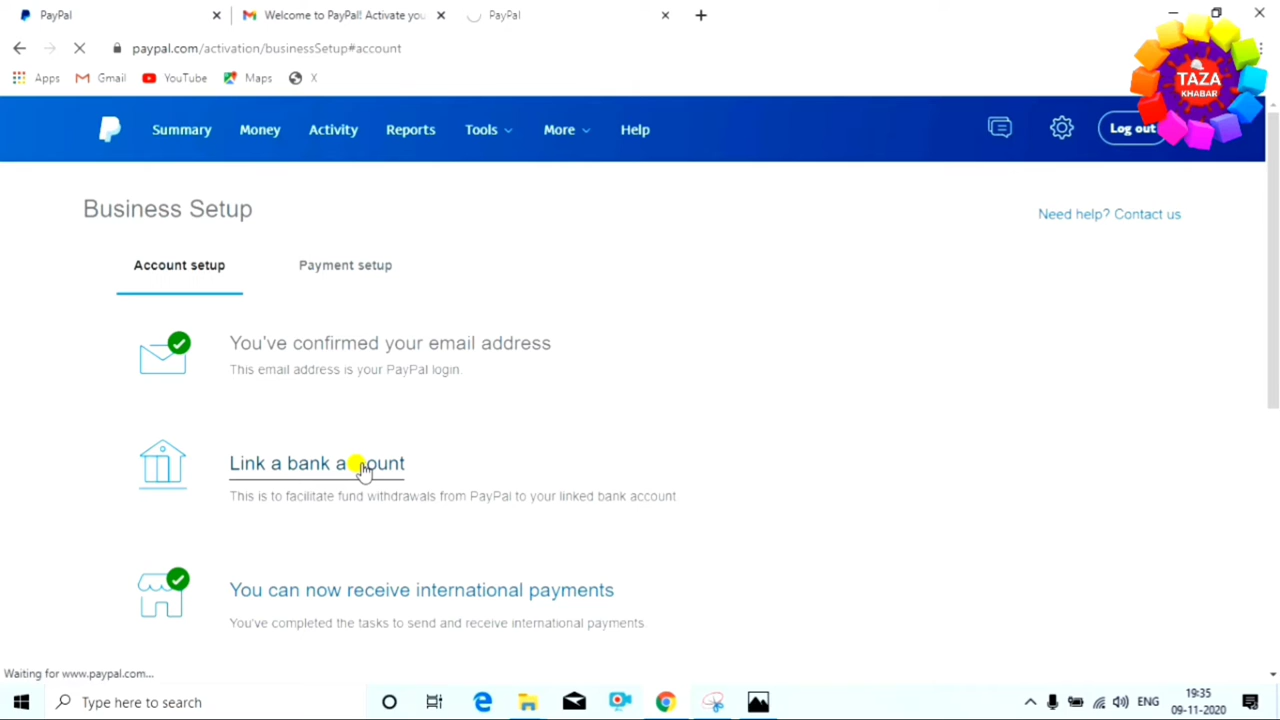 PayPal
Welcome to PayPal! Activate you
PayPal
paypal.com/activation/businessSetup#account
Apps
Gmail
YouTube
Maps
X
TAZA
KHABAR
Summary
Money
Activity
Reports
Tools
More
Help
Log out
Business Setup
Need help? Contact us
Account setup
Payment setup
You've confirmed your email address
This email address is your PayPal login.
Link a bank account
This is to facilitate fund withdrawals from PayPal to your linked bank account
You can now receive international payments
You've completed the tasks to send and receive international payments
Waiting for www.paypal.com...
Type here to search
ENG
19:35
09-11-2020